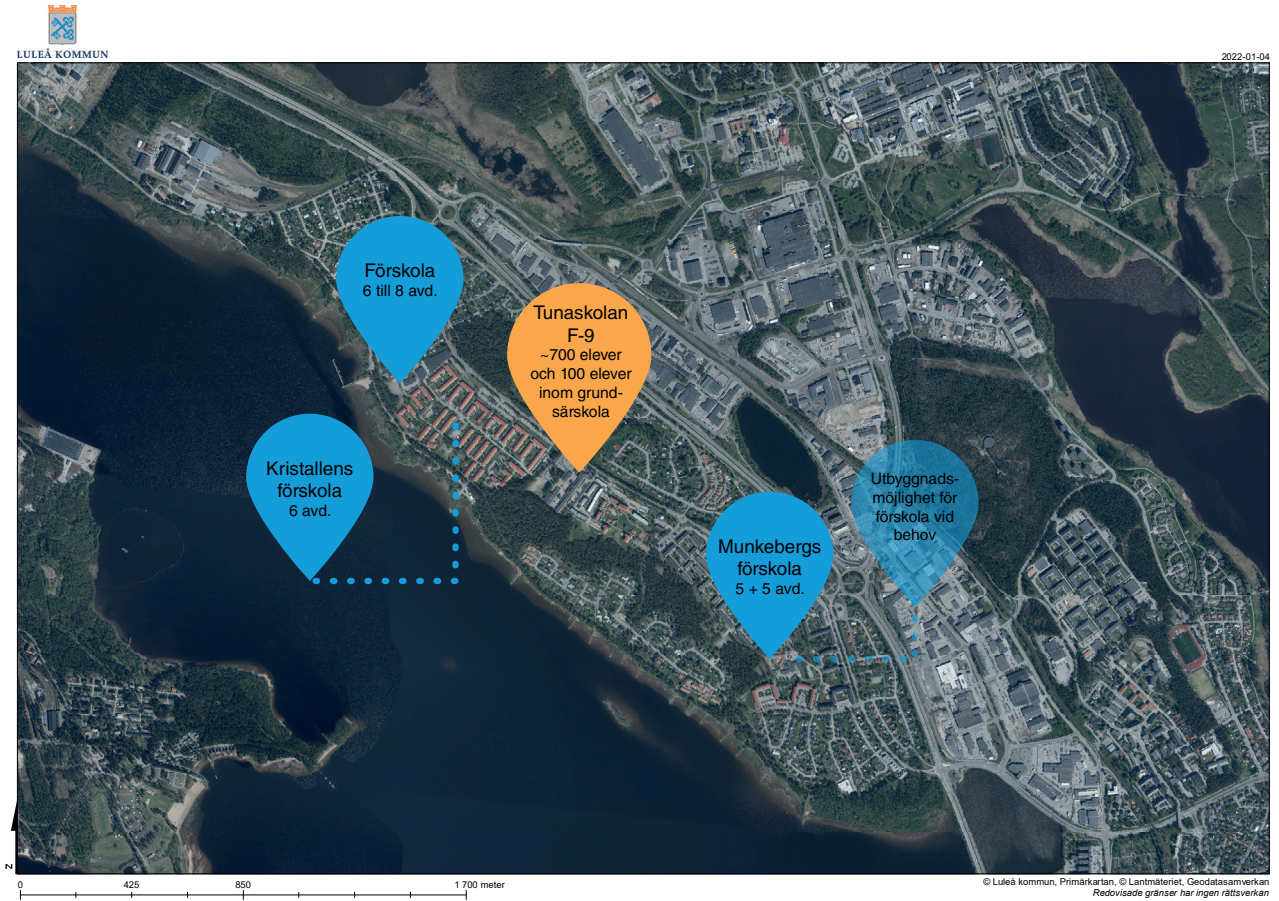 LULEÅ KOMMUN
2022-01-04
Förskola
6 till 8 avd.
Tunaskolan
F-9
~700 elever
och 100 elever
inom grund-
särskola
Kristallens
förskola
6 avd.
Utbyggnads-
möjlighet för
förskola vid
behov
Munkebergs
förskola
5 + 5 avd.
N
0 425 850 1 700 meter
© Luleå kommun, Primärkartan, © Lantmäteriet, Geodatasamverkan
Redovisade gränser har ingen rättsverkan